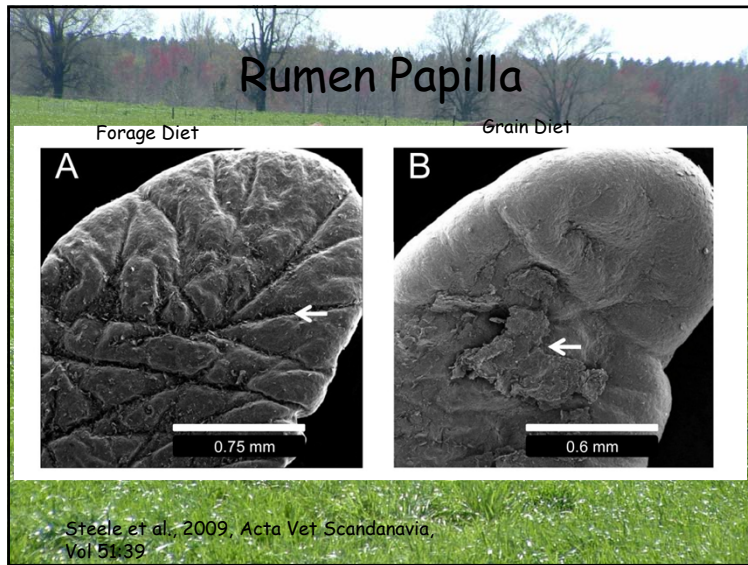 Rumen Papilla
Forage Diet
Grain Diet
A
B
0.75 mm
0.6 mm
Steele et al., 2009, Acta Vet Scandanavia,
Vol 51:39